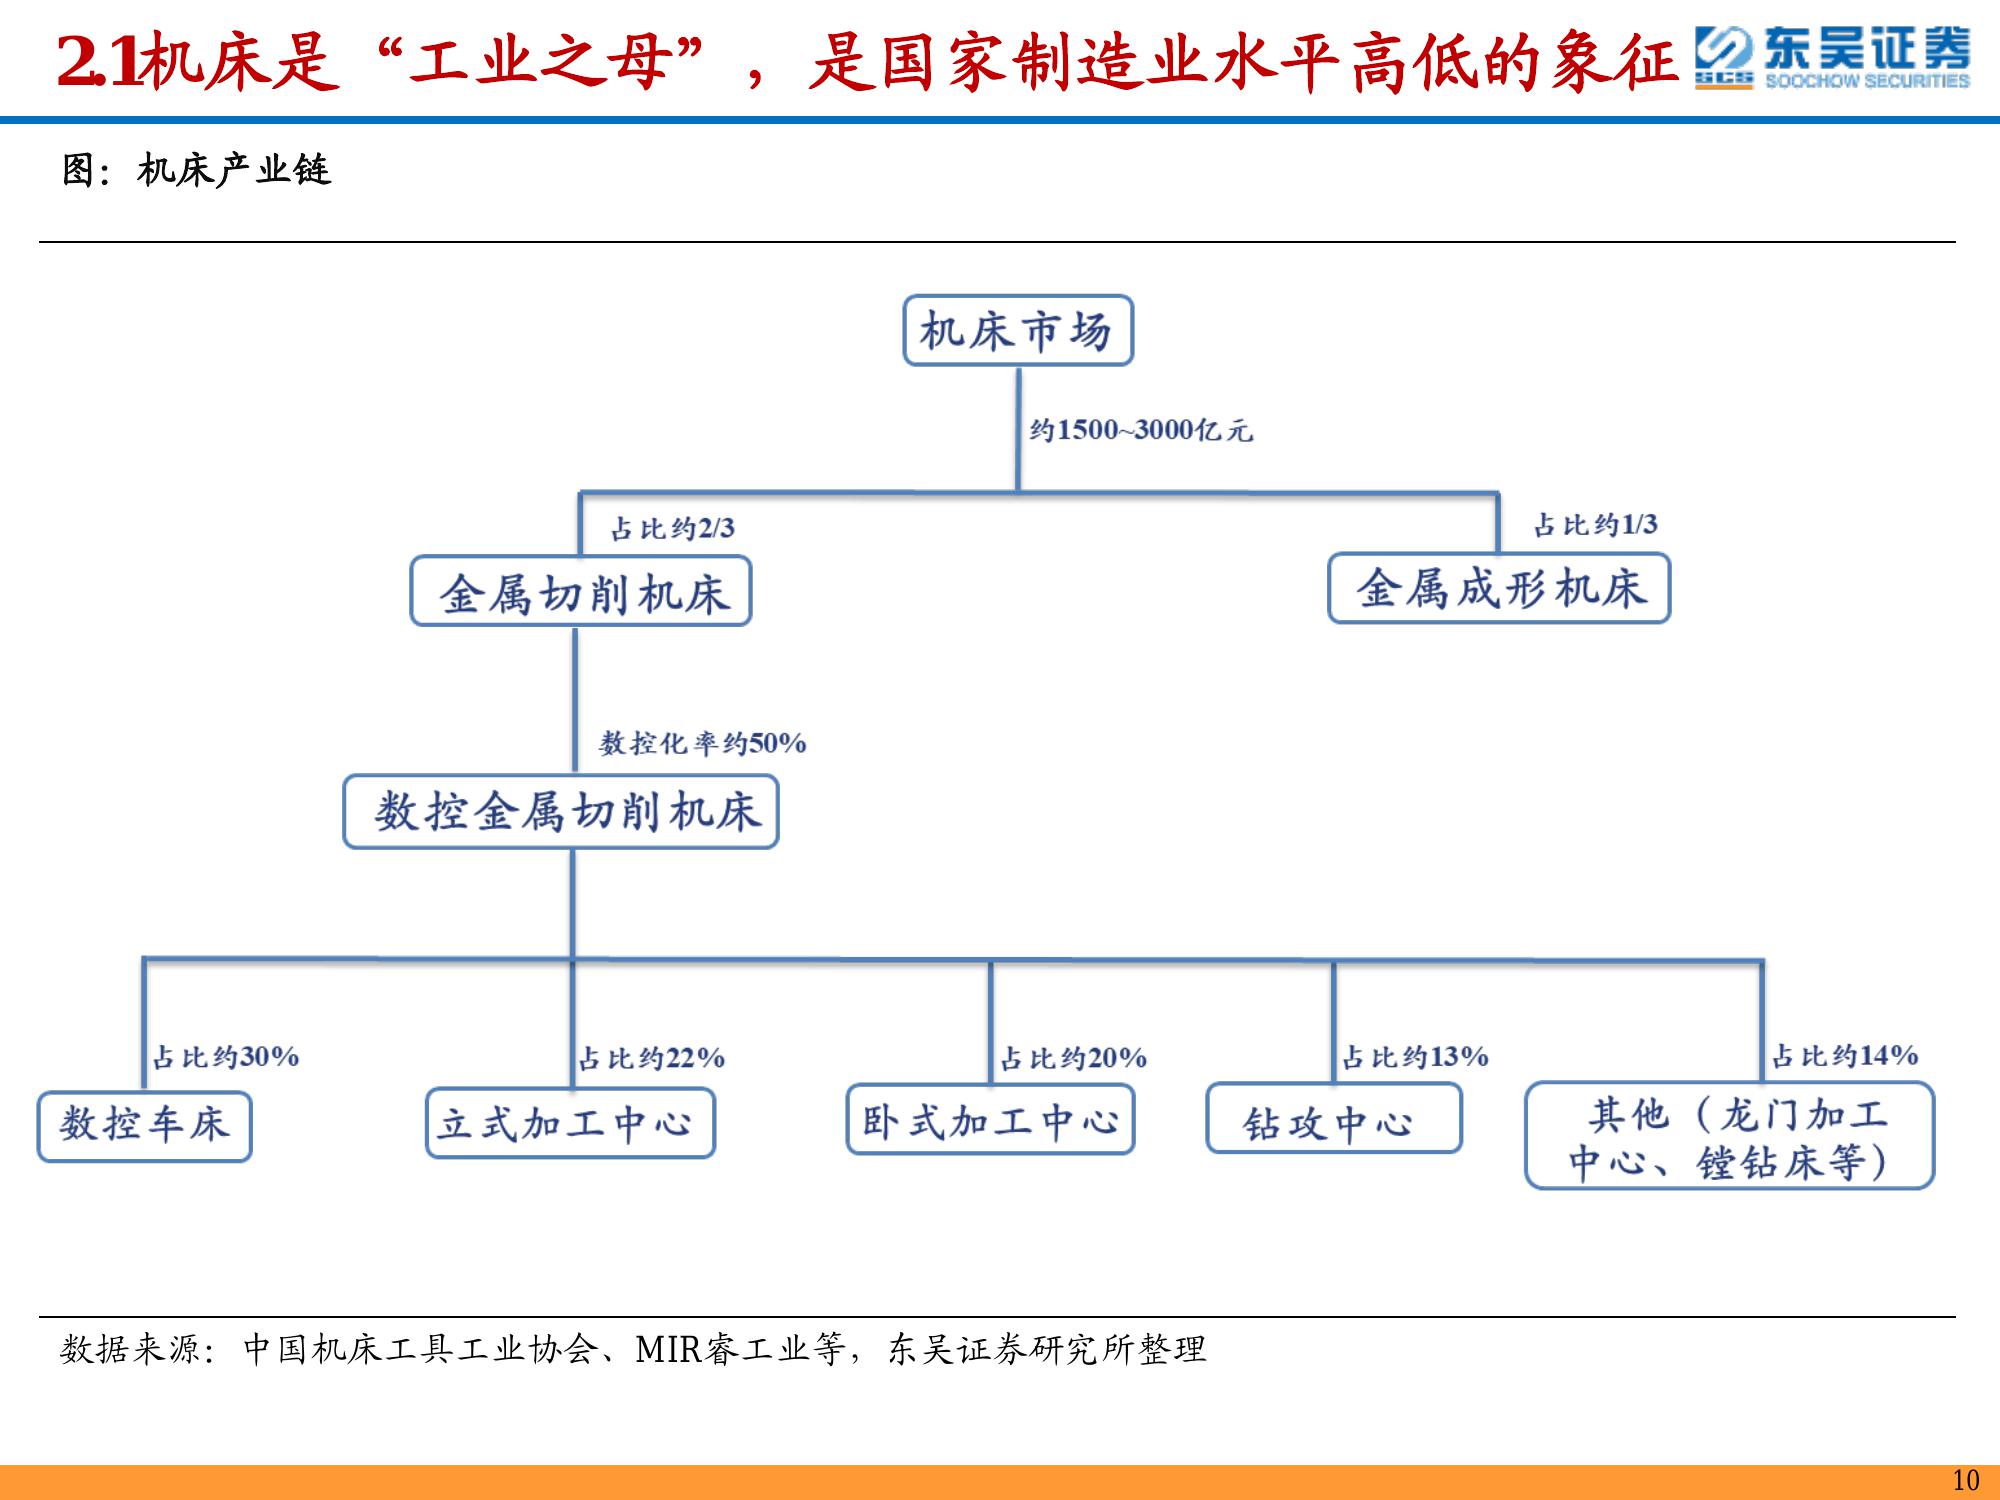 2.1机床是“工业之母”，是国家制造业水平高低的象征
东吴证券
SCS
SOOCHOW SECURITIES
图：机床产业链
机床市场
约1500~3000亿元
占比约2/3
占比约1/3
金属切削机床
金属成形机床
数控化率约50%
数控金属切削机床
占比约30%
占比约22%
占比约20%
占比约13%
占比约14%
数控车床
立式加工中心
卧式加工中心
钻攻中心
其他（龙门加工
中心、镗钻床等）
数据来源：中国机床工具工业协会、MIR睿工业等，东吴证券研究所整理
10